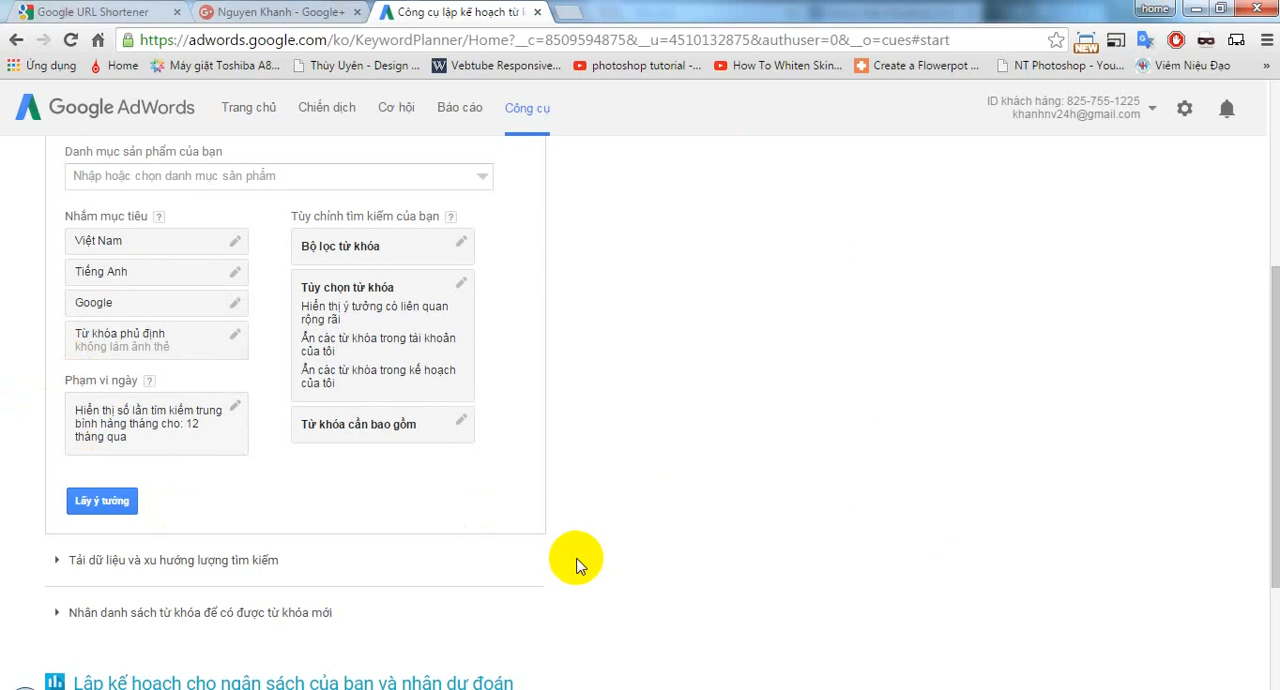 Google URL Shortener
Nguyen Khanh - Google+
Công cụ lập kế hoạch từ k
home
https://adwords.google.com/ko/KeywordPlanner/Home?__c=8509594875&__u=4510132875&authuser=0&__o=cues#start
NEW
Ứng dụng
Home
Máy giặt Toshiba A8...
Thùy Uyên - Design ...
Vebtube Responsive...
photoshop tutorial -...
How To Whiten Skin...
Create a Flowerpot ...
NT Photoshop - You...
Viêm Niệu Đạo
»
Google AdWords
Trang chủ
Chiến dịch
Cơ hội
Báo cáo
Công cụ
ID khách hàng: 825-755-1225
khanhnv24h@gmail.com
Danh mục sản phẩm của bạn
Nhập hoặc chọn danh mục sản phẩm
Nhắm mục tiêu ?
Việt Nam
Tiếng Anh
Google
Từ khóa phủ định
không làm ảnh thẻ
Phạm vi ngày ?
Hiển thị số lần tìm kiếm trung
bình hàng tháng cho: 12
tháng qua
Tùy chỉnh tìm kiếm của bạn ?
Bộ lọc từ khóa
Tùy chọn từ khóa
Hiển thị ý tưởng có liên quan
rộng rãi
Ẩn các từ khóa trong tài khoản
của tôi
Ẩn các từ khóa trong kế hoạch
của tôi
Từ khóa cần bao gồm
Lấy ý tưởng
Tải dữ liệu và xu hướng lượng tìm kiếm
Nhân danh sách từ khóa để có được từ khóa mới
Lập kế hoạch cho ngân sách của bạn và nhận dự đoán